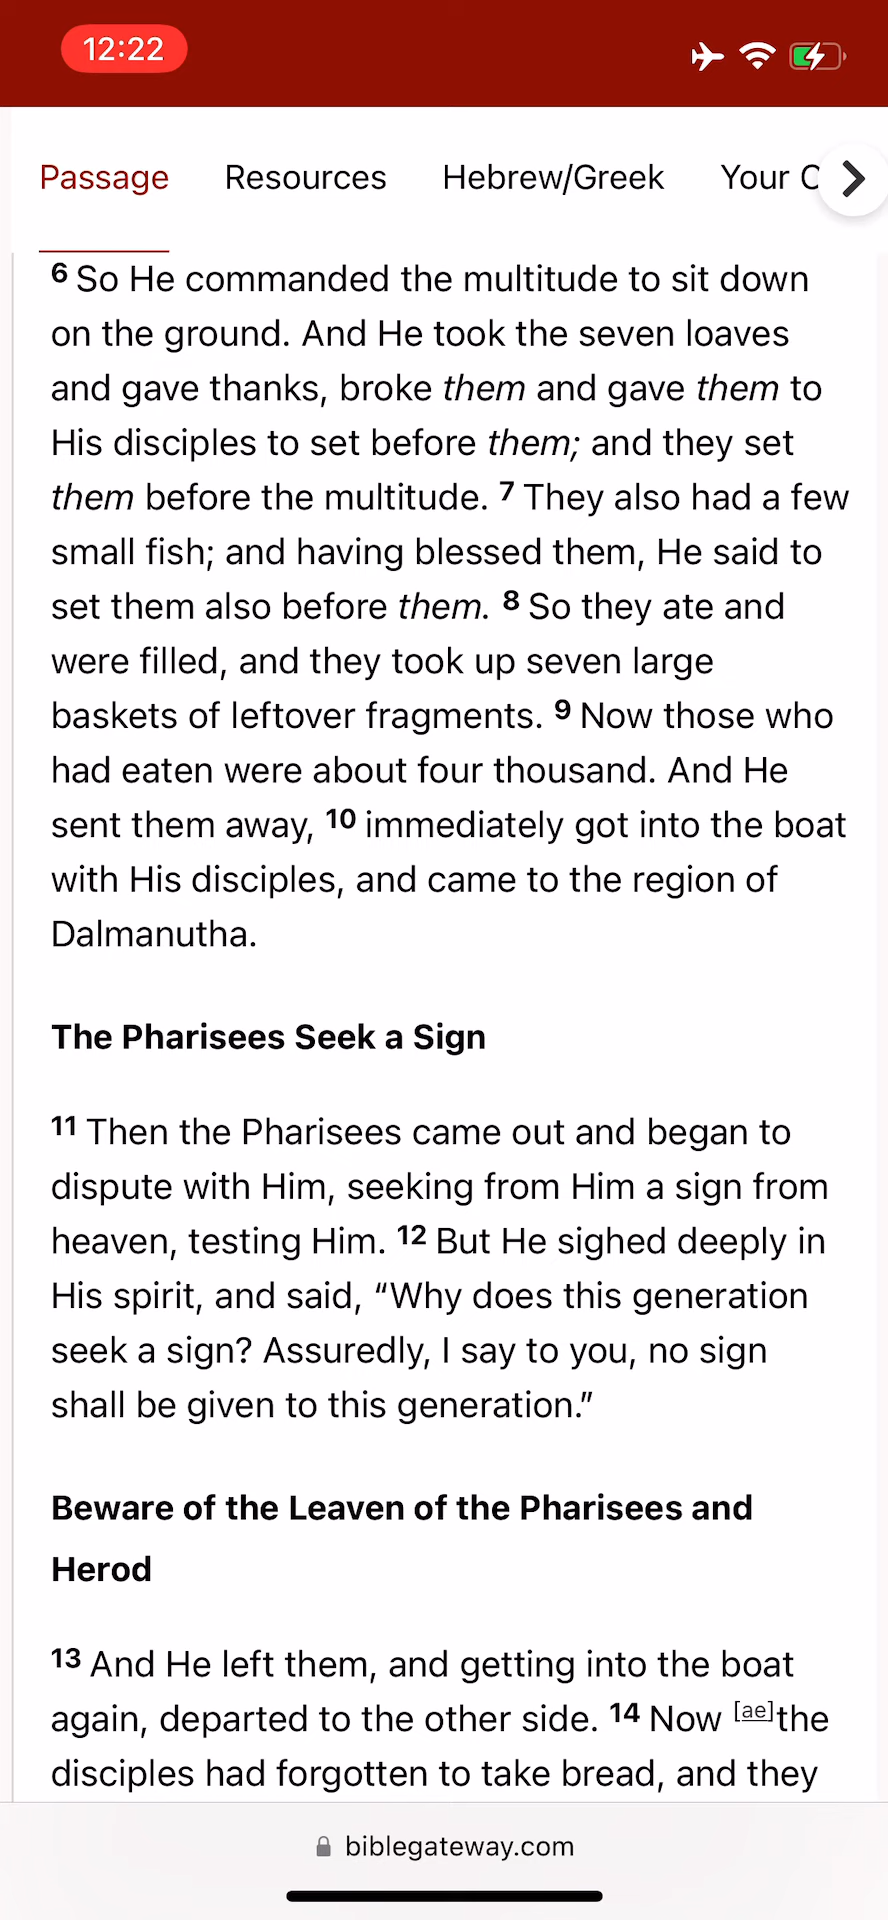 12:22
Passage Resources Hebrew/Greek Your
6 So He commanded the multitude to sit down
on the ground. And He took the seven loaves
and gave thanks, broke them and gave them to
His disciples to set before them; and they set
them before the multitude. 7 They also had a few
small fish; and having blessed them, He said to
set them also before them. 8 So they ate and
were filled, and they took up seven large
baskets of leftover fragments. 9 Now those who
had eaten were about four thousand. And He
sent them away, 10 immediately got into the boat
with His disciples, and came to the region of
Dalmanutha.
The Pharisees Seek a Sign
11 Then the Pharisees came out and began to
dispute with Him, seeking from Him a sign from
heaven, testing Him. 12 But He sighed deeply in
His spirit, and said, “Why does this generation
seek a sign? Assuredly, I say to you, no sign
shall be given to this generation.”
Beware of the Leaven of the Pharisees and
Herod
13 And He left them, and getting into the boat
again, departed to the other side. 14 Now [ae]the
disciples had forgotten to take bread, and they
biblegateway.com